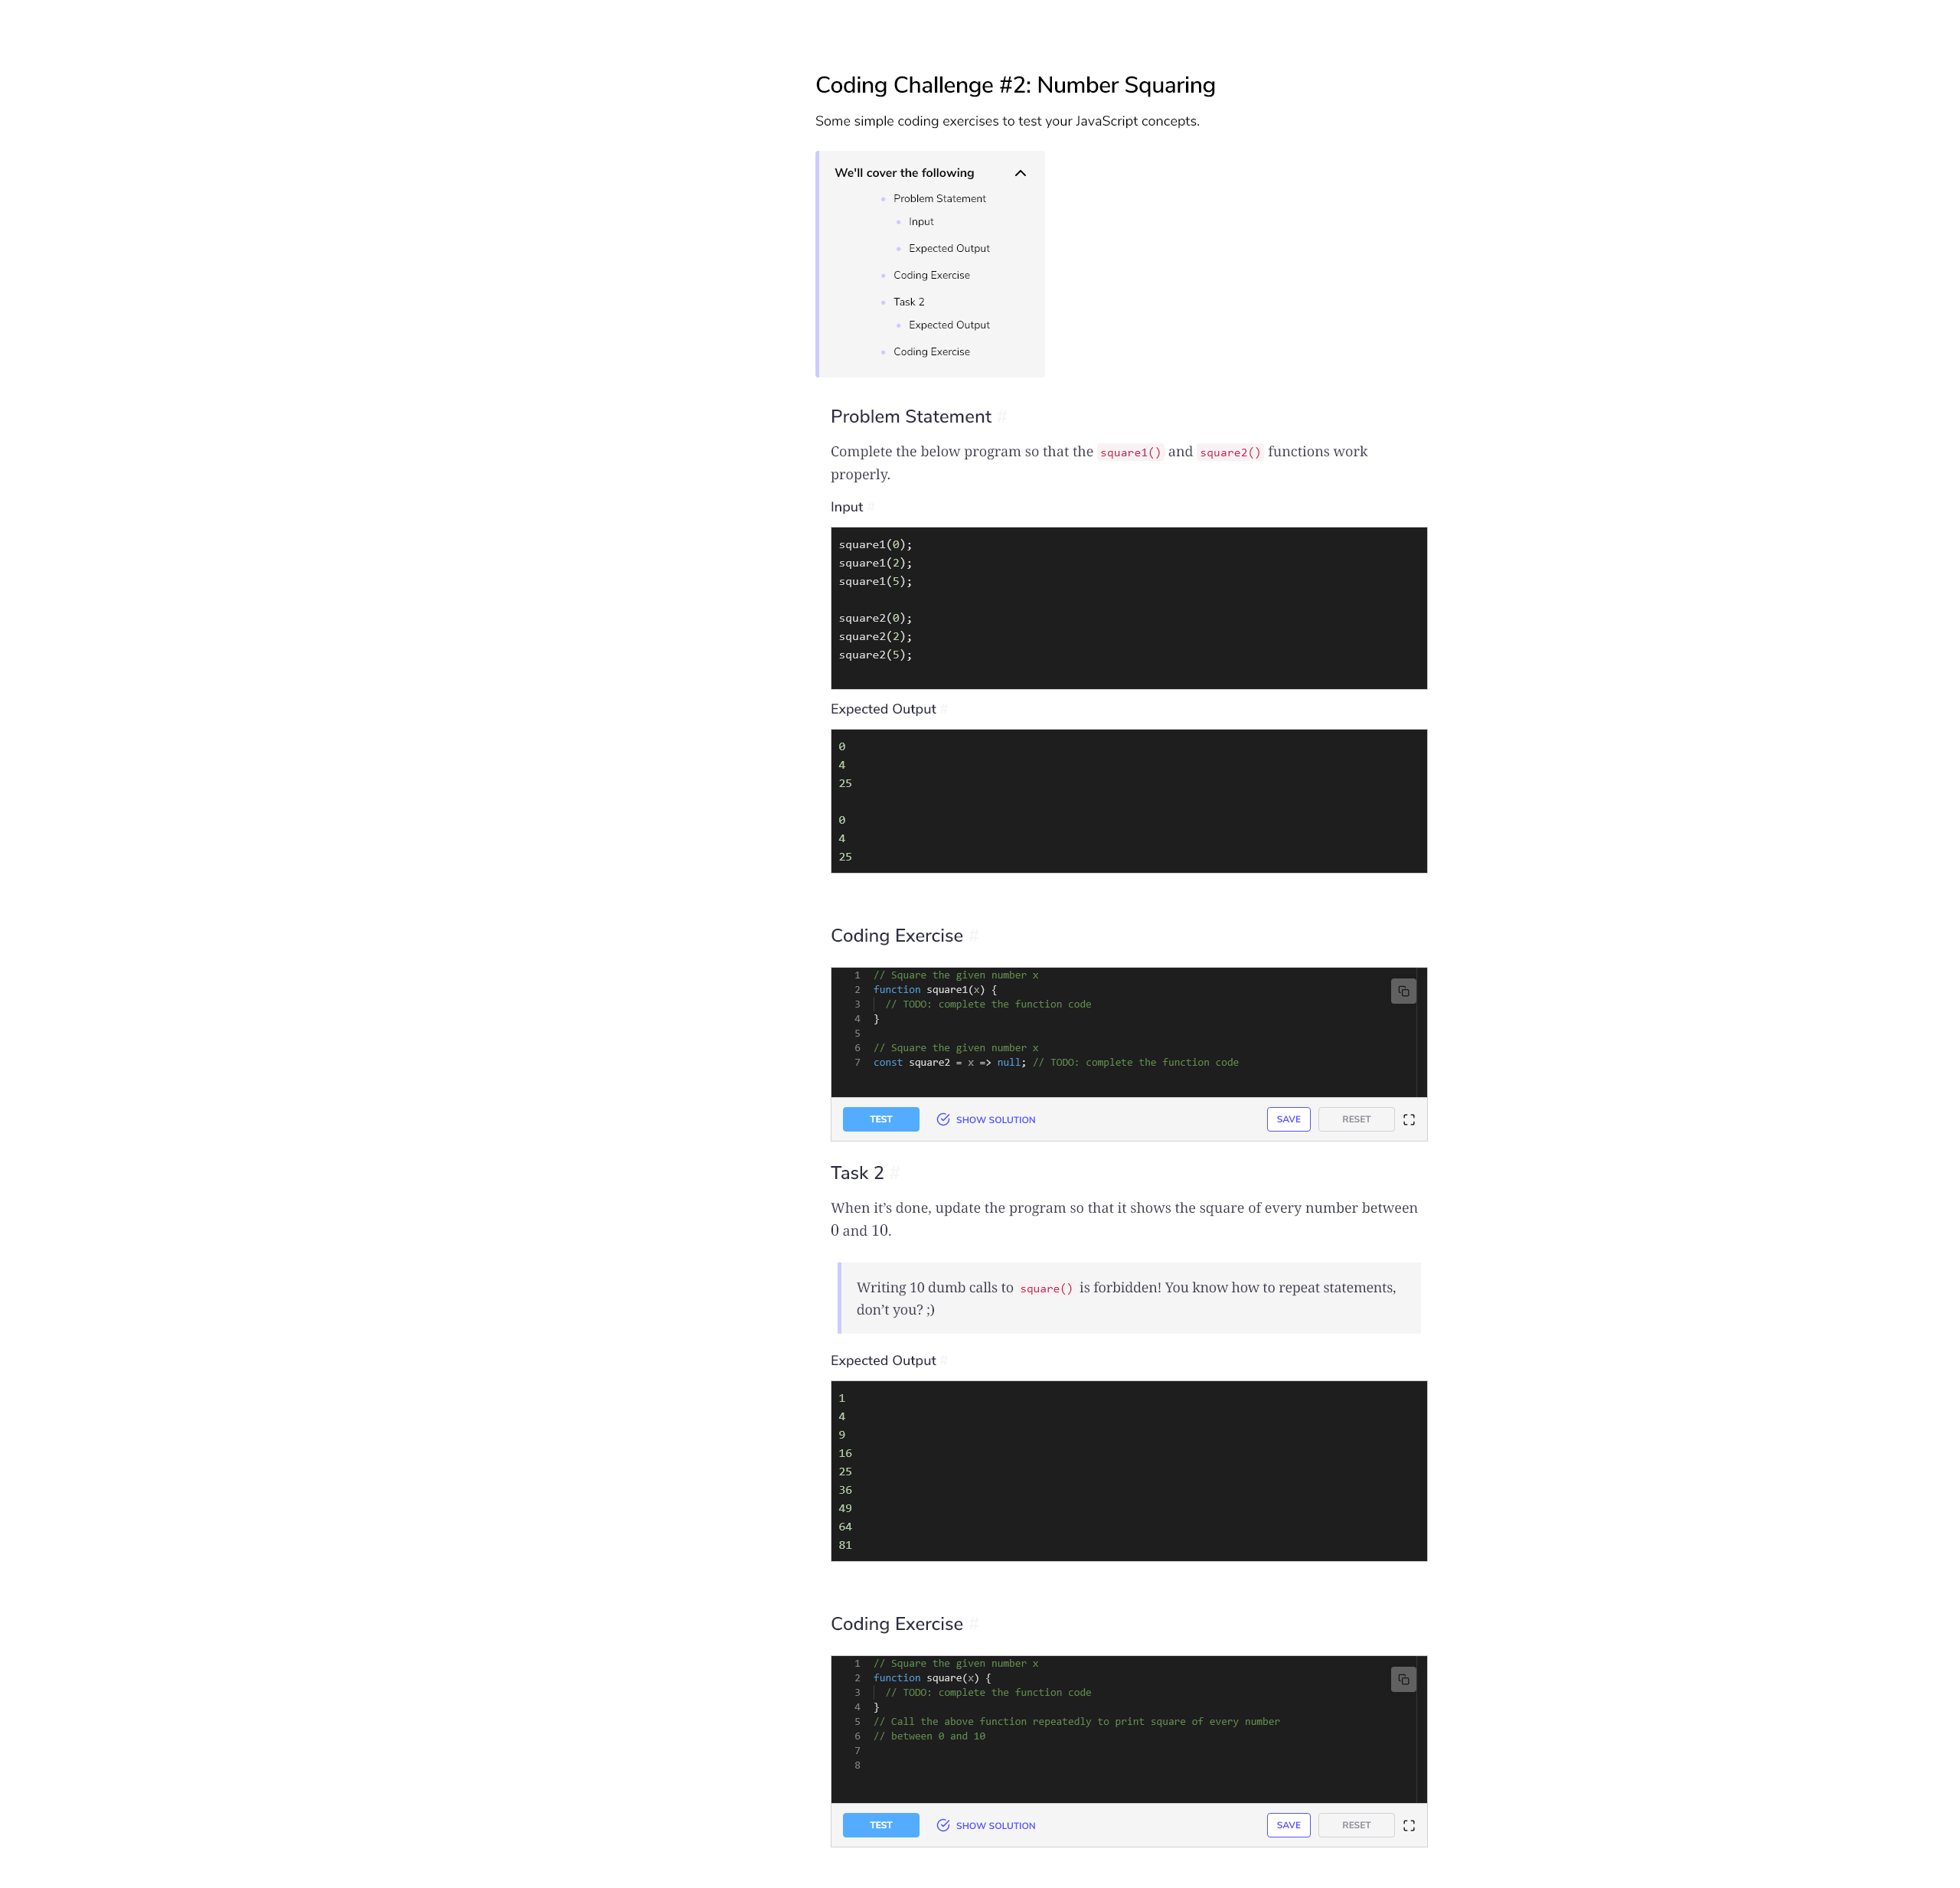 Coding Challenge #2: Number Squaring
Some simple coding exercises to test your JavaScript concepts.
We'll cover the following
Problem Statement
Input
Expected Output
Coding Exercise
Task 2
Expected Output
Coding Exercise
Problem Statement #
Complete the below program so that the square1() and square2() functions work
properly.
Input #
square1(0);
square1(2);
square1(5);
square2(0);
square2(2);
square2(5);
Expected Output #
0
4
25
0
4
25
Coding Exercise #
1 // Square the given number x
2 function square1(x) {
3 // TODO: complete the function code
4 }
5
6 // Square the given number x
7 const square2 = x => null; // TODO: complete the function code
TEST SHOW SOLUTION SAVE RESET
Task 2 #
When it’s done, update the program so that it shows the square of every number between
0 and 10.
Writing 10 dumb calls to square() is forbidden! You know how to repeat statements,
don’t you? ;)
Expected Output #
1
4
9
16
25
36
49
64
81
Coding Exercise #
1 // Square the given number x
2 function square(x) {
3 // TODO: complete the function code
4 }
5 // Call the above function repeatedly to print square of every number
6 // between 0 and 10
7
8
TEST SHOW SOLUTION SAVE RESET